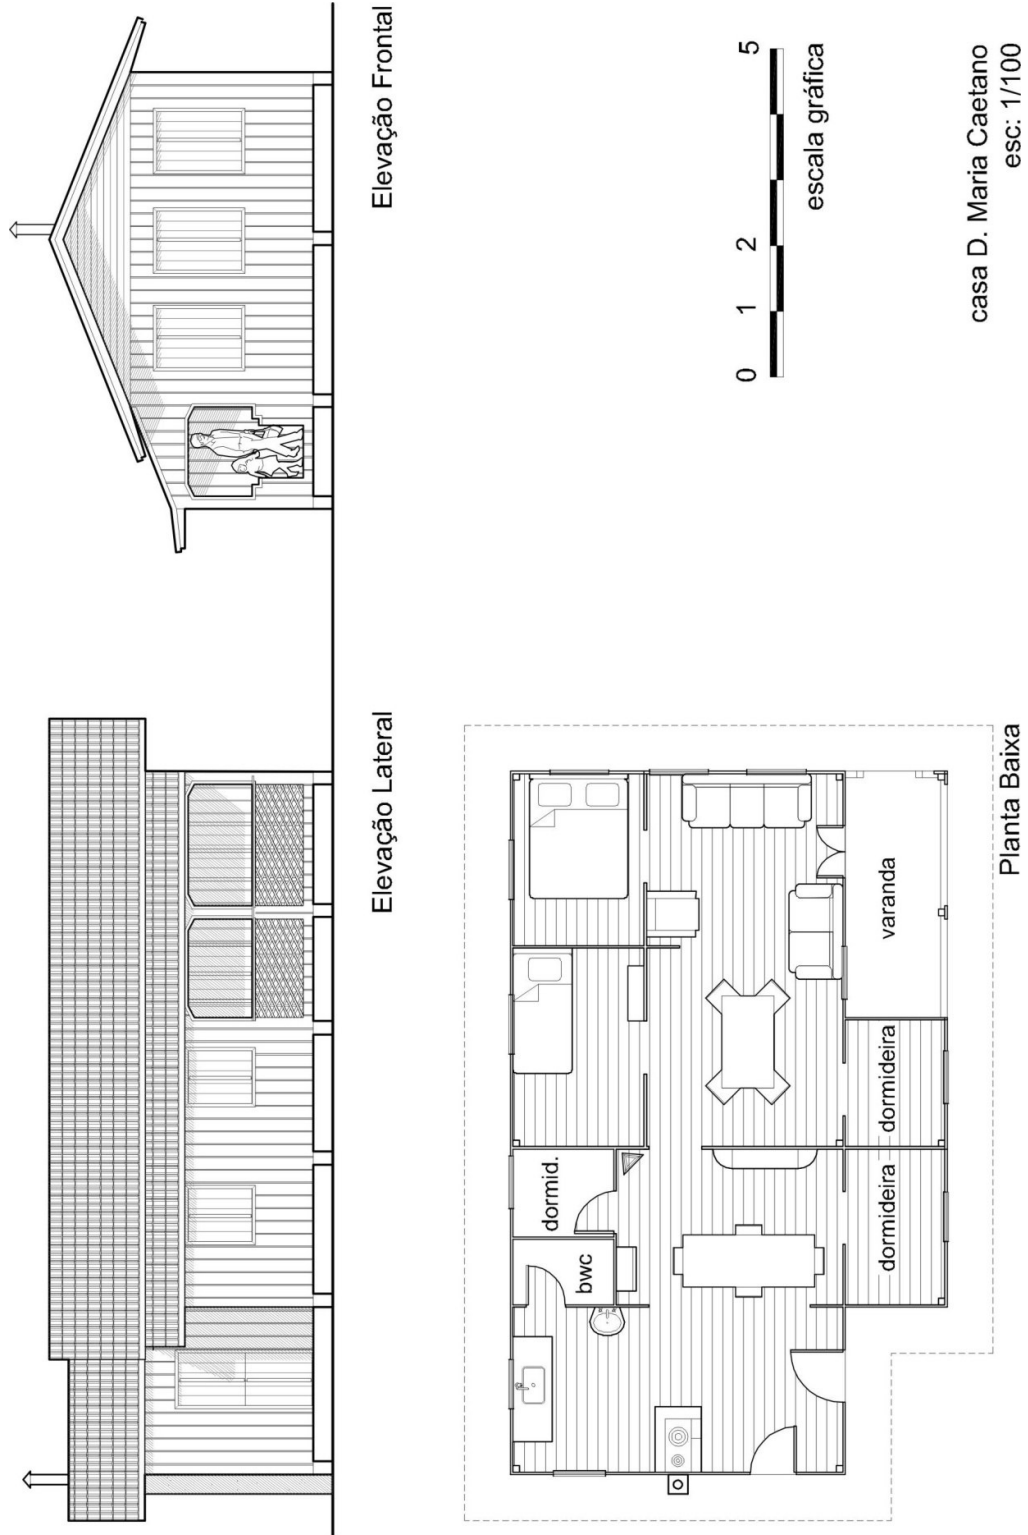 Elevação Lateral
Elevação Frontal
dormid.
bwc
varanda
dormideira
dormideira
Planta Baixa
0 1 2 5
escala gráfica
casa D. Maria Caetano
esc: 1/100